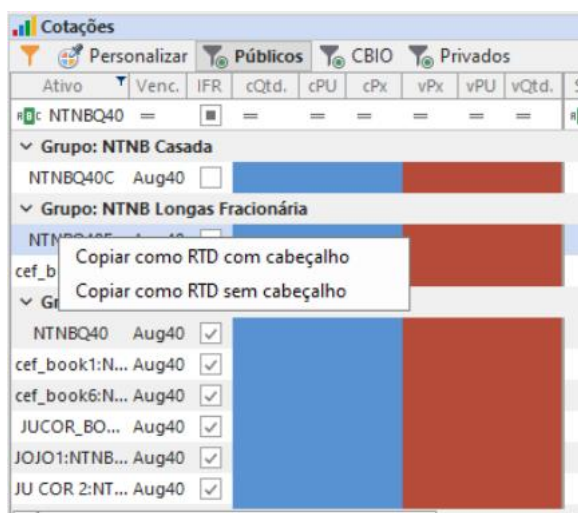 Cotações
Personalizar Públicos CBIO Privados
Ativo Venc. IFR cQtd. cPU cPx vPx vPU vQtd.
NTNBQ40 = = = = = = =
Grupo: NTNB Casada
NTNBQ40C Aug40
Grupo: NTNB Longas Fracionária
Copiar como RTD com cabeçalho
cef_b
Copiar como RTD sem cabeçalho
Gr
NTNBQ40 Aug40
cef_book1:N... Aug40
cef_book6:N... Aug40
JUCOR_BO... Aug40
JOJO1:NTNB... Aug40
JU COR 2:NT... Aug40